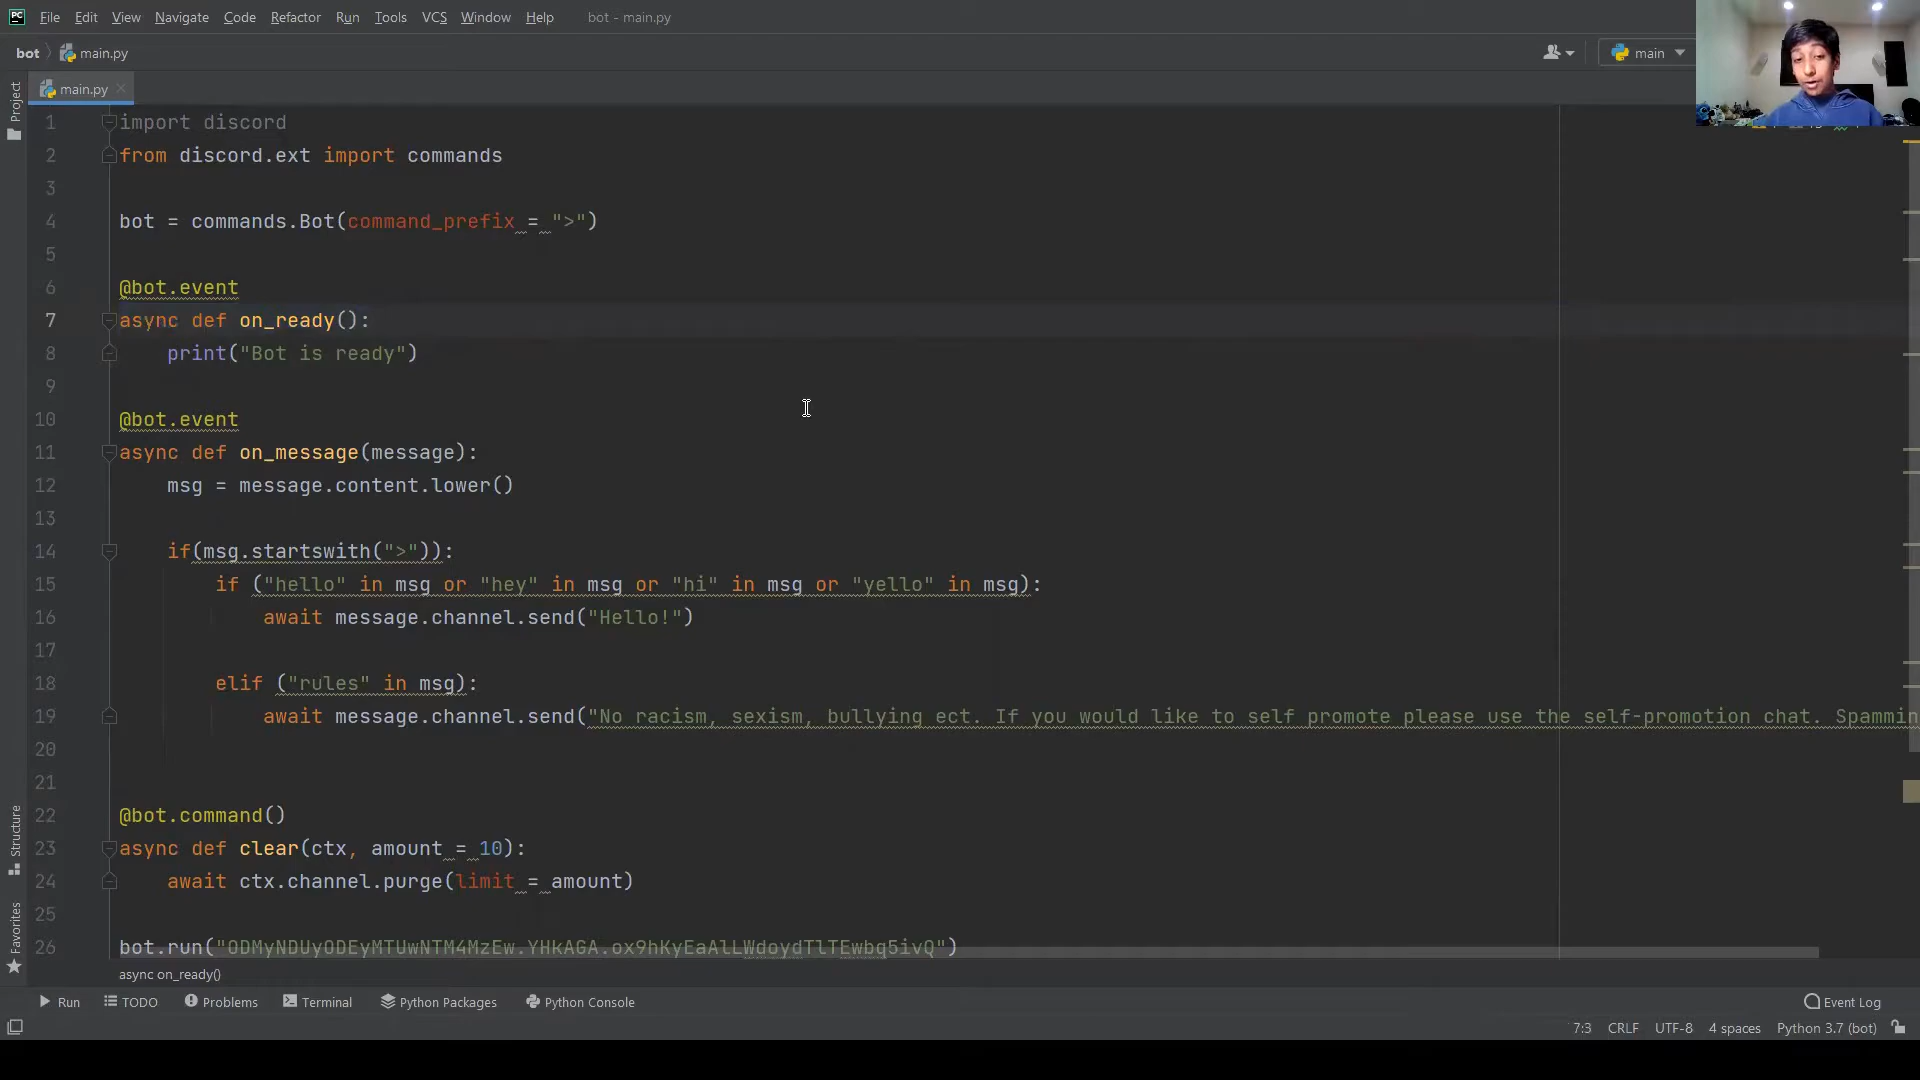 File Edit View Navigate Code Refactor Run Tools VCS Window Help bot - main.py
bot main.py main
main.py
Project
1 import discord
2 from discord.ext import commands
3
4 bot = commands.Bot(command_prefix = ">")
5
6 @bot.event
7 async def on_ready():
8 print("Bot is ready")
9
10 @bot.event
11 async def on_message(message):
12 msg = message.content.lower()
13
14 if(msg.startswith(">")):
15 if ("hello" in msg or "hey" in msg or "hi" in msg or "yello" in msg):
16 await message.channel.send("Hello!")
17
18 elif ("rules" in msg):
19 await message.channel.send("No racism, sexism, bullying ect. If you would like to self promote please use the self-promotion chat. Spammin
20
21
22 @bot.command()
23 async def clear(ctx, amount = 10):
24 await ctx.channel.purge(limit = amount)
25
26 bot.run("")
Structure
Favorites
async on_ready()
Run TODO Problems Terminal Python Packages Python Console Event Log
7:3 CRLF UTF-8 4 spaces Python 3.7 (bot)